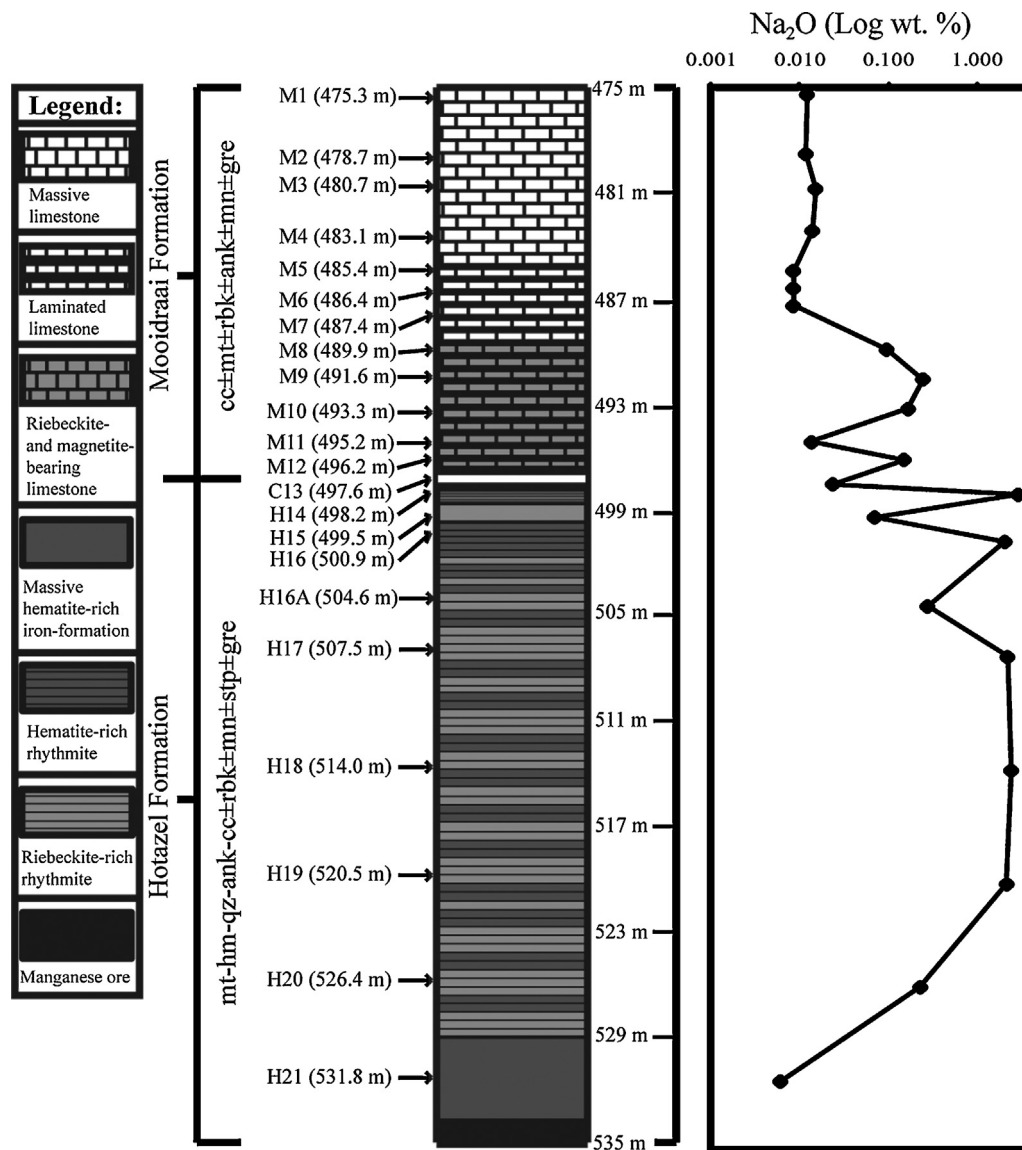 Na₂O (Log wt. %)
0.001 0.010 0.100 1.000
Legend:
Massive
limestone
Laminated
limestone
Riebeckite-
and magnetite-
bearing
limestone
Massive
hematite-rich
iron-formation
Hematite-rich
rhythmite
Riebeckite-rich
rhythmite
Manganese ore
Mooidraai Formation
Hotazel Formation
cc±mt±rbk±ank±mn±gre
mt-hm-qz-ank-cc±rbk±mn±stp±gre
M1 (475.3 m)
M2 (478.7 m)
M3 (480.7 m)
M4 (483.1 m)
M5 (485.4 m)
M6 (486.4 m)
M7 (487.4 m)
M8 (489.9 m)
M9 (491.6 m)
M10 (493.3 m)
M11 (495.2 m)
M12 (496.2 m)
C13 (497.6 m)
H14 (498.2 m)
H15 (499.5 m)
H16 (500.9 m)
H16A (504.6 m)
H17 (507.5 m)
H18 (514.0 m)
H19 (520.5 m)
H20 (526.4 m)
H21 (531.8 m)
475 m
481 m
487 m
493 m
499 m
505 m
511 m
517 m
523 m
529 m
535 m